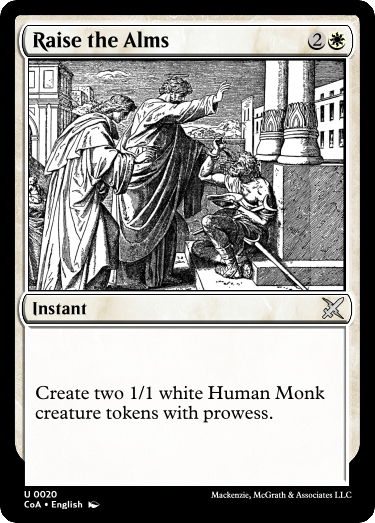 Raise the Alms 2
Instant
Create two 1/1 white Human Monk
creature tokens with prowess.
U 0020
CoA • English
Mackenzie, McGrath & Associates LLC